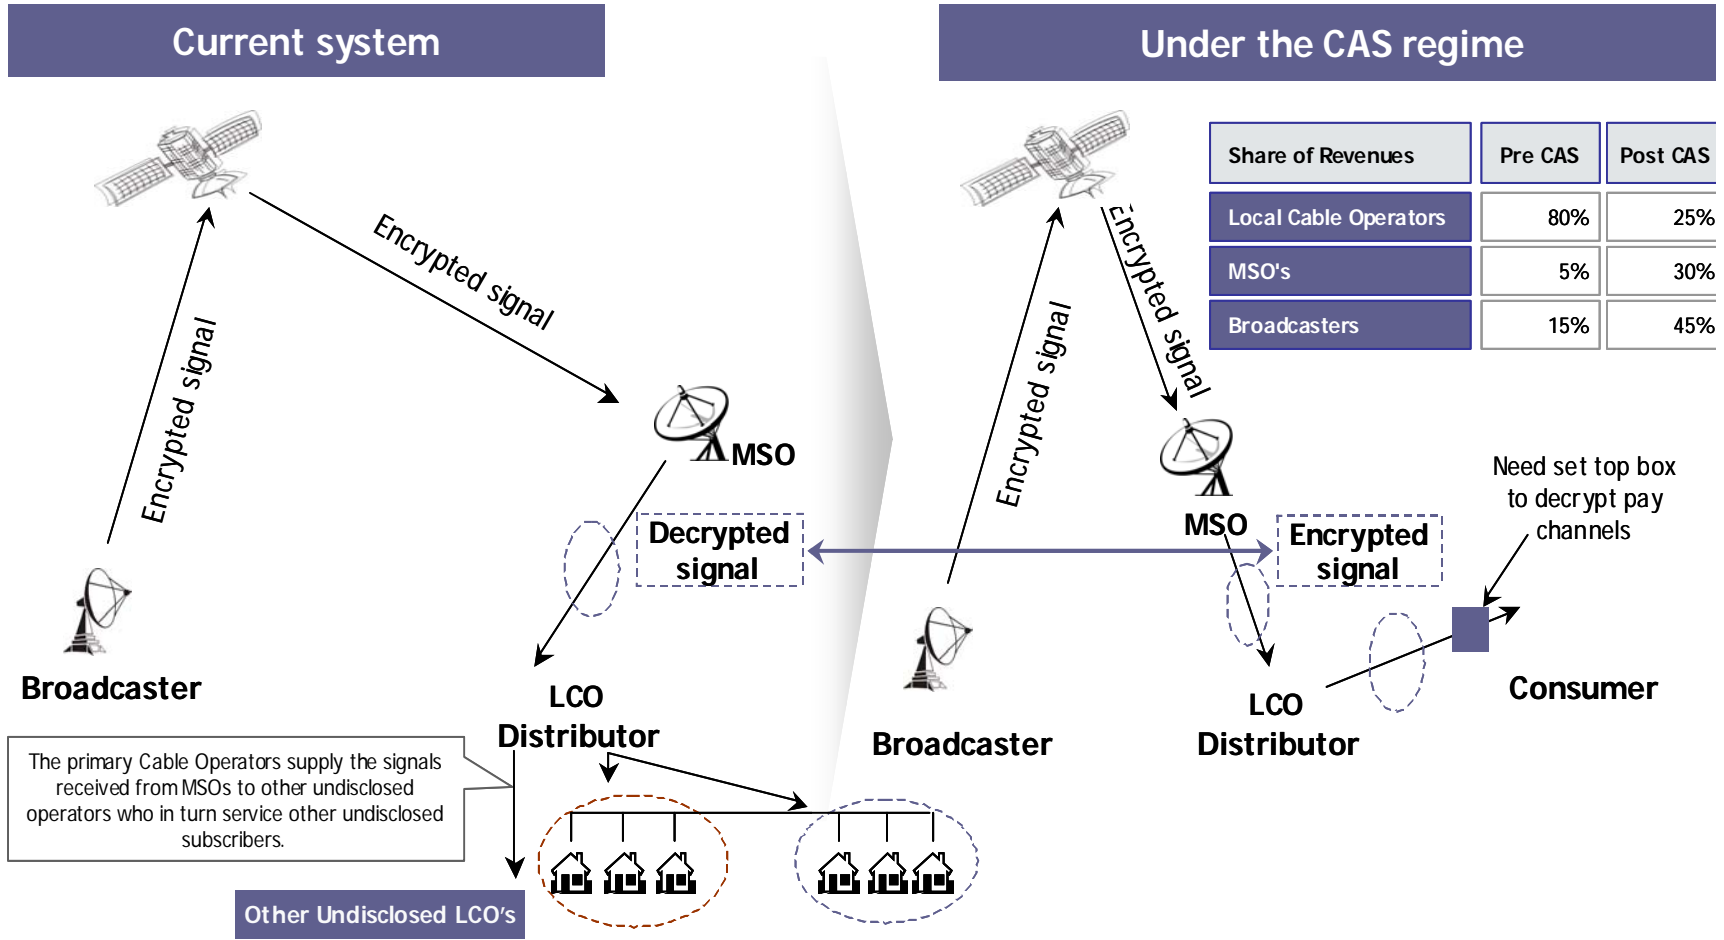 Current system
Encrypted signal
Encrypted signal
MSO
Decrypted
signal
Broadcaster
LCO
Distributor
The primary Cable Operators supply the signals
received from MSOs to other undisclosed
operators who in turn service other undisclosed
subscribers.
Other Undisclosed LCO's
Under the CAS regime
Share of Revenues Pre CAS Post CAS
Local Cable Operators 80% 25%
MSO's 5% 30%
Broadcasters 15% 45%
Encrypted signal
Encrypted signal
MSO
Encrypted
signal
Need set top box
to decrypt pay
channels
Broadcaster
LCO
Distributor
Consumer